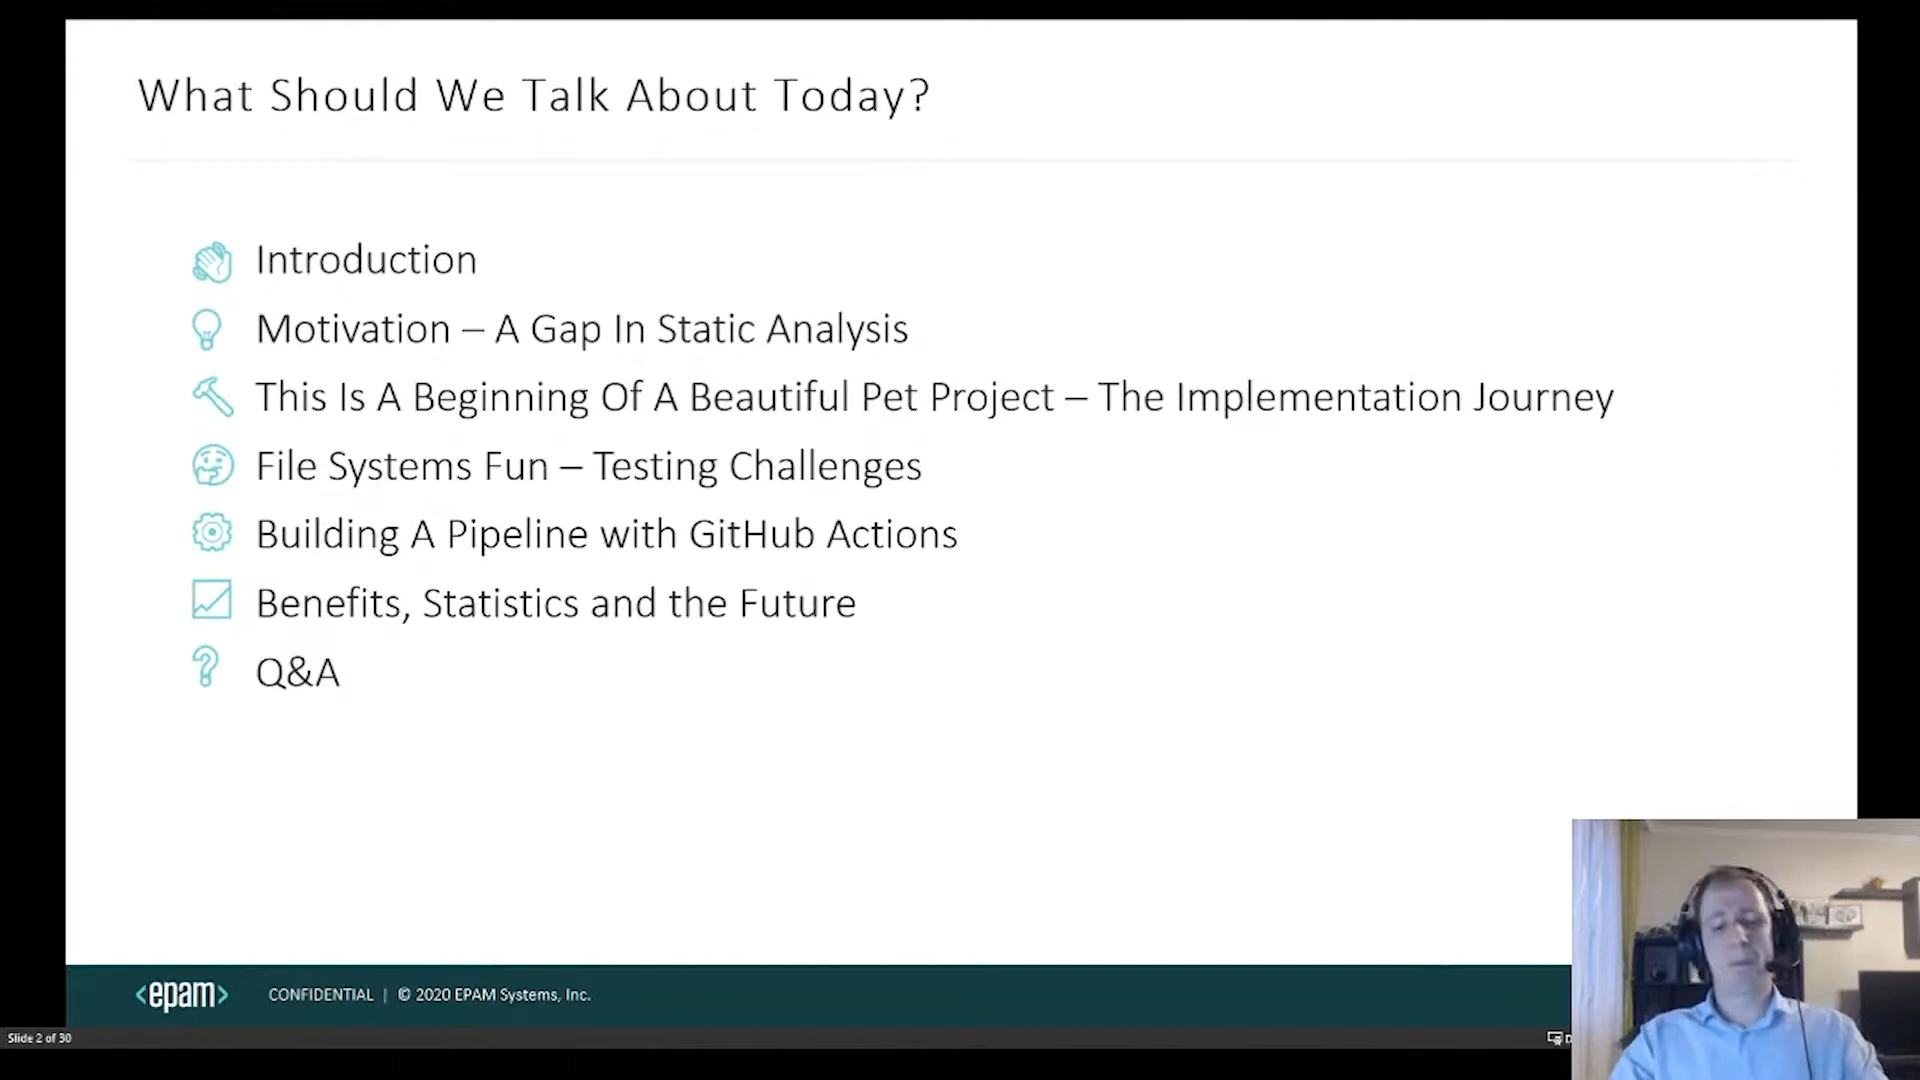 What Should We Talk About Today?
Introduction
Motivation – A Gap In Static Analysis
This Is A Beginning Of A Beautiful Pet Project – The Implementation Journey
File Systems Fun – Testing Challenges
Building A Pipeline with GitHub Actions
Benefits, Statistics and the Future
Q&A
<epam> CONFIDENTIAL | © 2020 EPAM Systems, Inc.
Slide 2 of 30